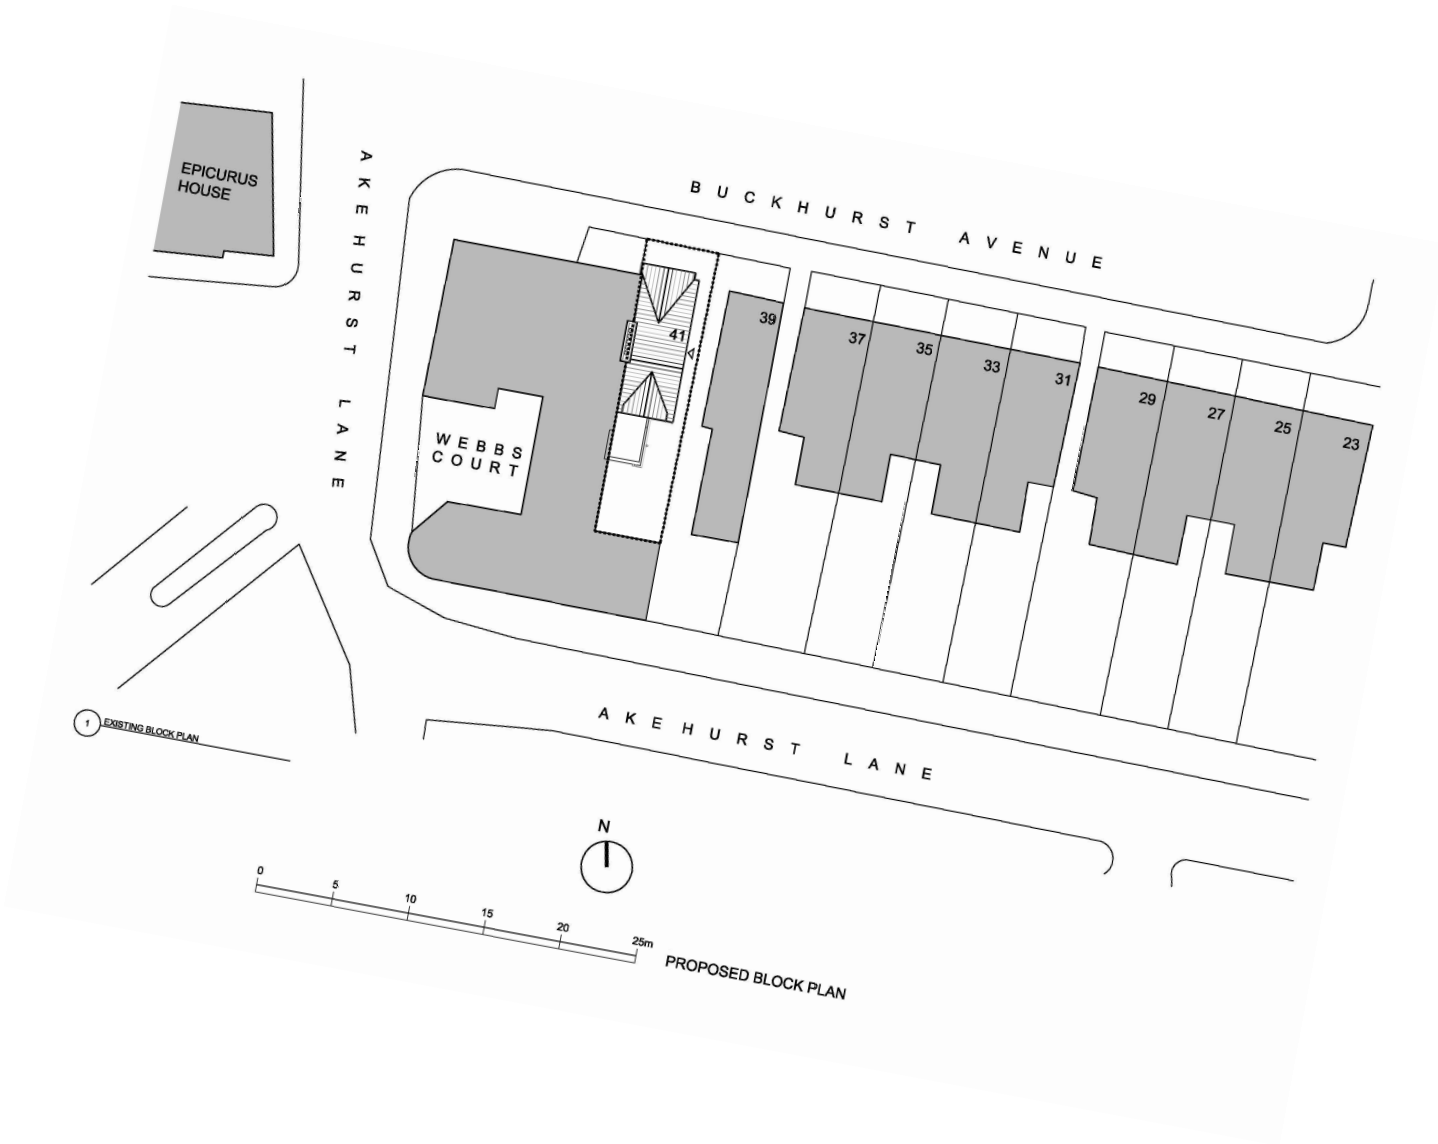 EPICURUS
HOUSE
AKEHURST LANE
BUCKHURST AVENUE
41
39
37
35
33
31
29
27
25
23
WEBBS
COURT
1 EXISTING BLOCK PLAN
AKEHURST LANE
N
0 5 10 15 20 25m
PROPOSED BLOCK PLAN